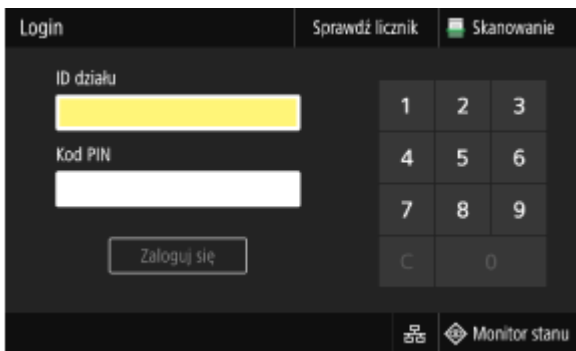 Login
Sprawdź licznik
Skanowanie
ID działu
Kod PIN
Zaloguj się
1 2 3
4 5 6
7 8 9
C 0
Monitor stanu